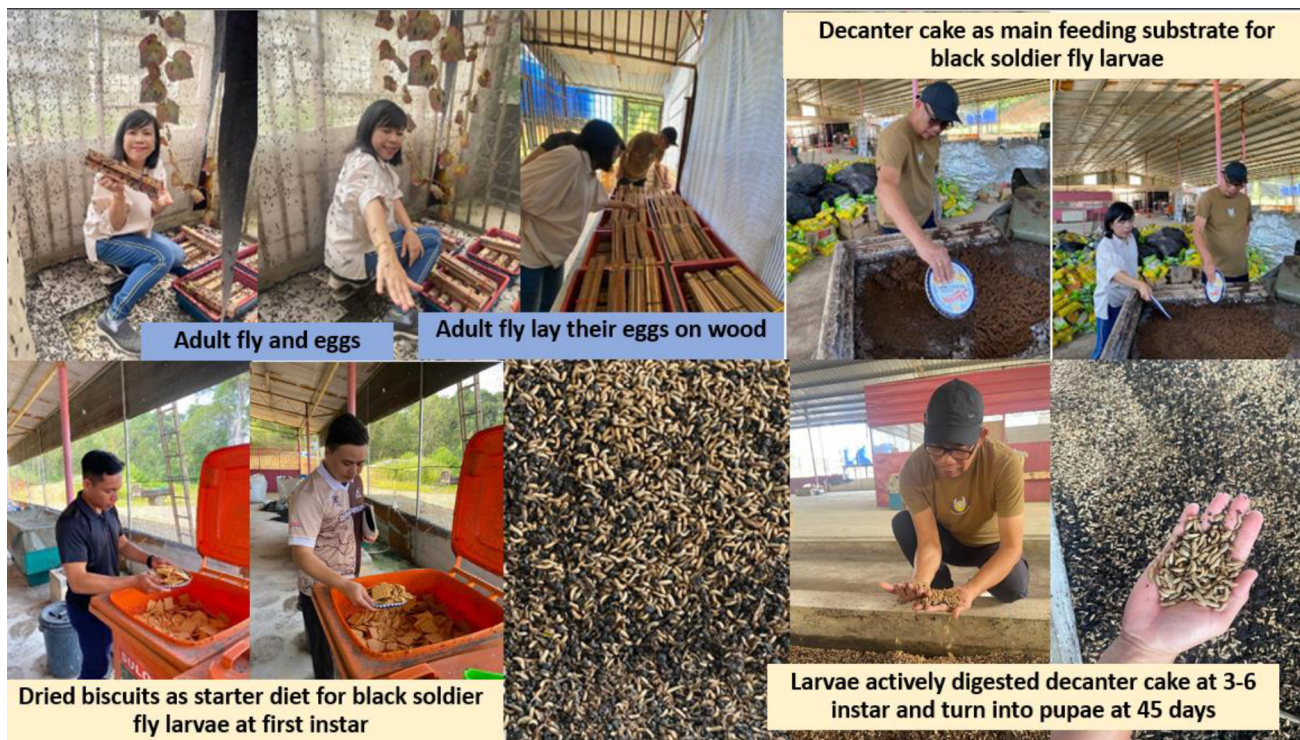 Decanter cake as main feeding substrate for
black soldier fly larvae
Adult fly and eggs
Adult fly lay their eggs on wood
Dried biscuits as starter diet for black soldier
fly larvae at first instar
Larvae actively digested decanter cake at 3-6
instar and turn into pupae at 45 days